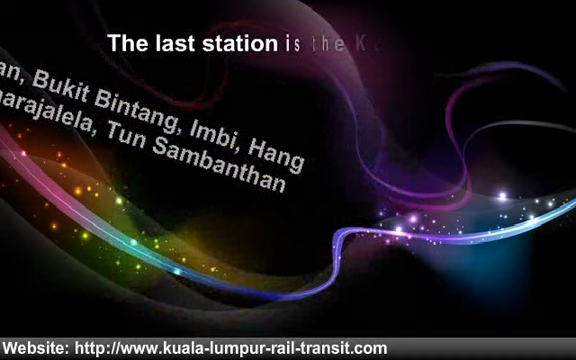 The last station is the K
an, Bukit Bintang, Imbi, Hang
arajalela, Tun Sambanthan
Website: http://www.kuala-lumpur-rail-transit.com